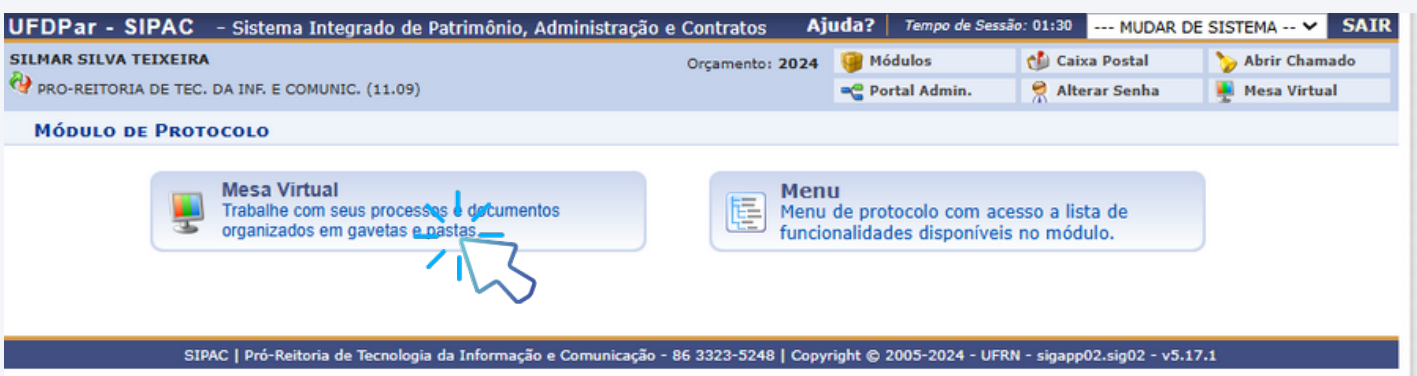 UFDPar - SIPAC – Sistema Integrado de Patrimônio, Administração e Contratos Ajuda? Tempo de Sessão: 01:30 --- MUDAR DE SISTEMA -- SAIR
SILMAR SILVA TEIXEIRA Orçamento: 2024 Módulos Caixa Postal Abrir Chamado
PRO-REITORIA DE TEC. DA INF. E COMUNIC. (11.09) Portal Admin. Alterar Senha Mesa Virtual
MÓDULO DE PROTOCOLO
Mesa Virtual
Trabalhe com seus processos e documentos
organizados em gavetas e pastas.
Menu
Menu de protocolo com acesso a lista de
funcionalidades disponíveis no módulo.
SIPAC | Pró-Reitoria de Tecnologia da Informação e Comunicação - 86 3323-5248 | Copyright © 2005-2024 - UFRN - sigapp02.sig02 - v5.17.1